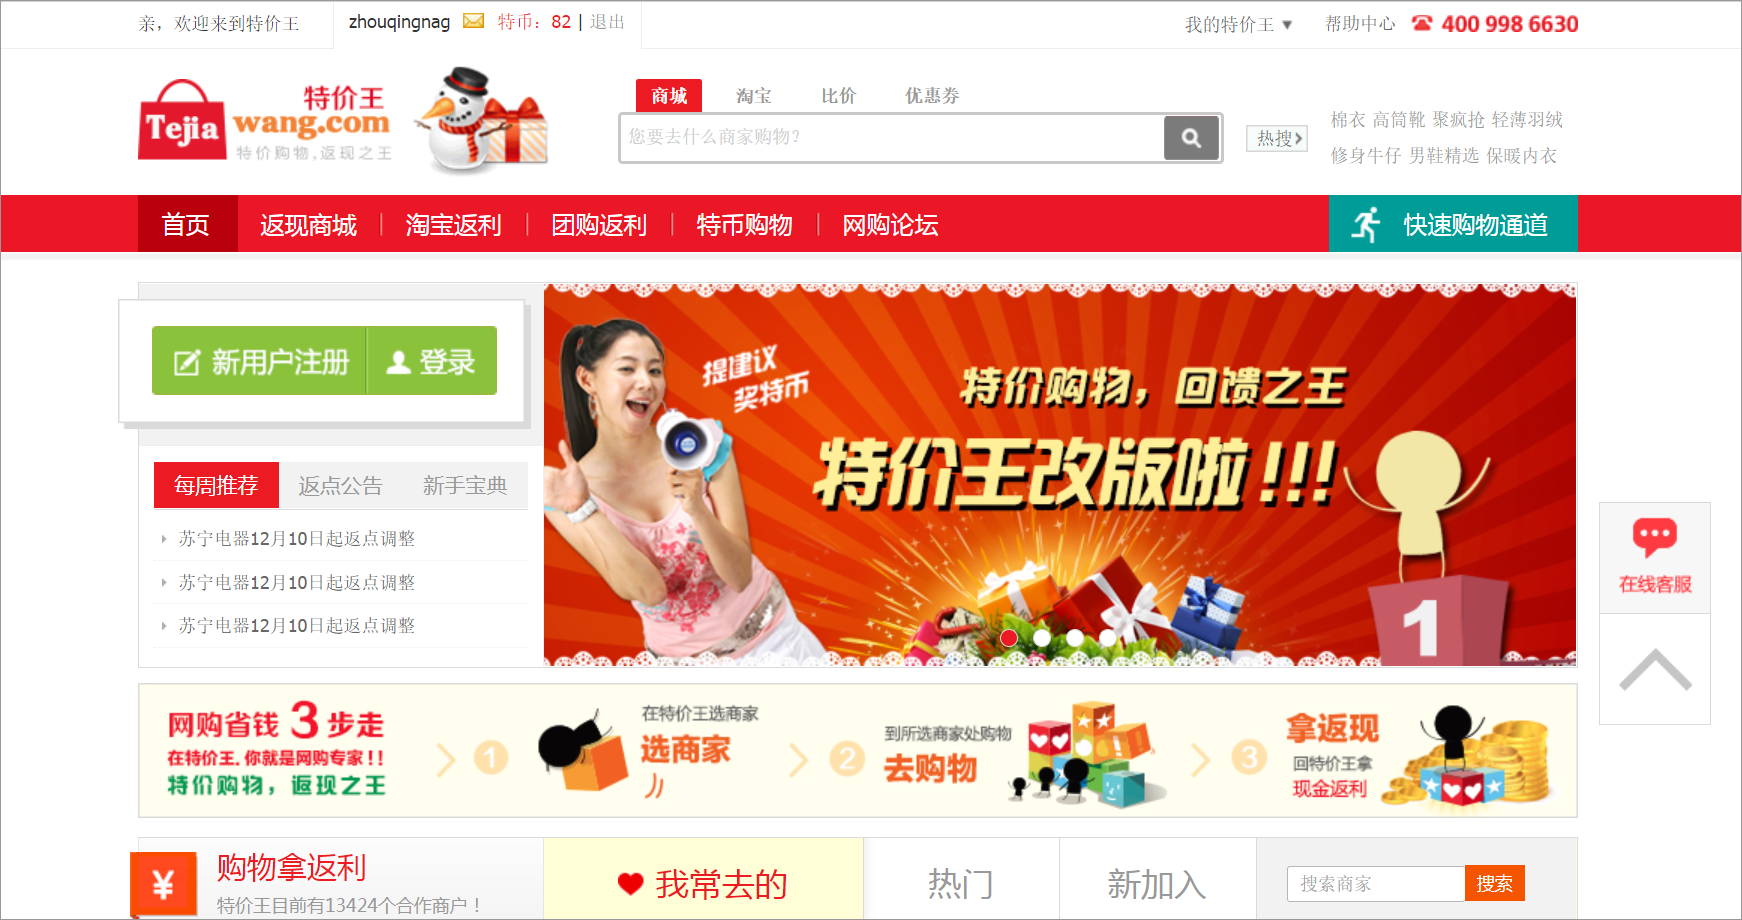 亲，欢迎来到特价王
zhouqingnag 特币：82 | 退出
我的特价王▼ 帮助中心 400 998 6630
Tejia
特价王
wang.com
特价购物,返现之王
商城 淘宝 比价 优惠券
您要去什么商家购物?
热搜
棉衣 高筒靴 聚疯抢 轻薄羽绒
修身牛仔 男鞋精选 保暖内衣
首页 返现商城 淘宝返利 团购返利 特币购物 网购论坛 快速购物通道
新用户注册 登录
每周推荐 返点公告 新手宝典
苏宁电器12月10日起返点调整
苏宁电器12月10日起返点调整
苏宁电器12月10日起返点调整
提建议
奖特币
特价购物，回馈之王
特价王改版啦!!!
1
在线客服
网购省钱3步走
在特价王.你就是网购专家!!
特价购物，返现之王
1
在特价王选商家
选商家
2
到所选商家处购物
去购物
3
拿返现
回特价王拿
现金返利
¥
购物拿返利
特价王目前有13424个合作商户！
我常去的 热门 新加入
搜索商家 搜索